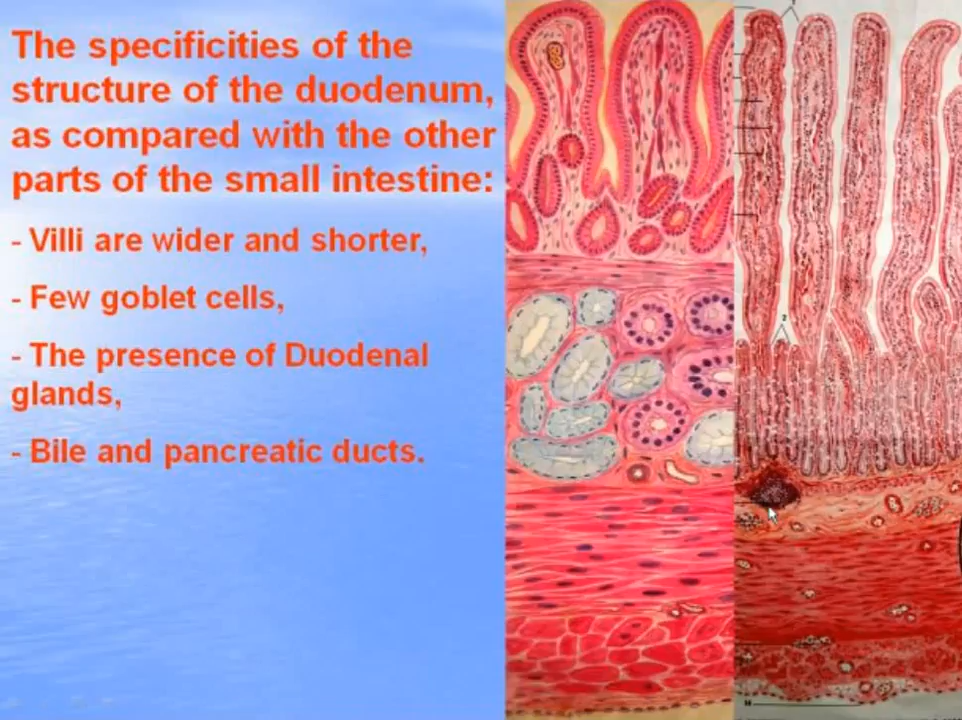 The specificities of the
structure of the duodenum,
as compared with the other
parts of the small intestine:
- Villi are wider and shorter,
- Few goblet cells,
- The presence of Duodenal
glands,
- Bile and pancreatic ducts.
2